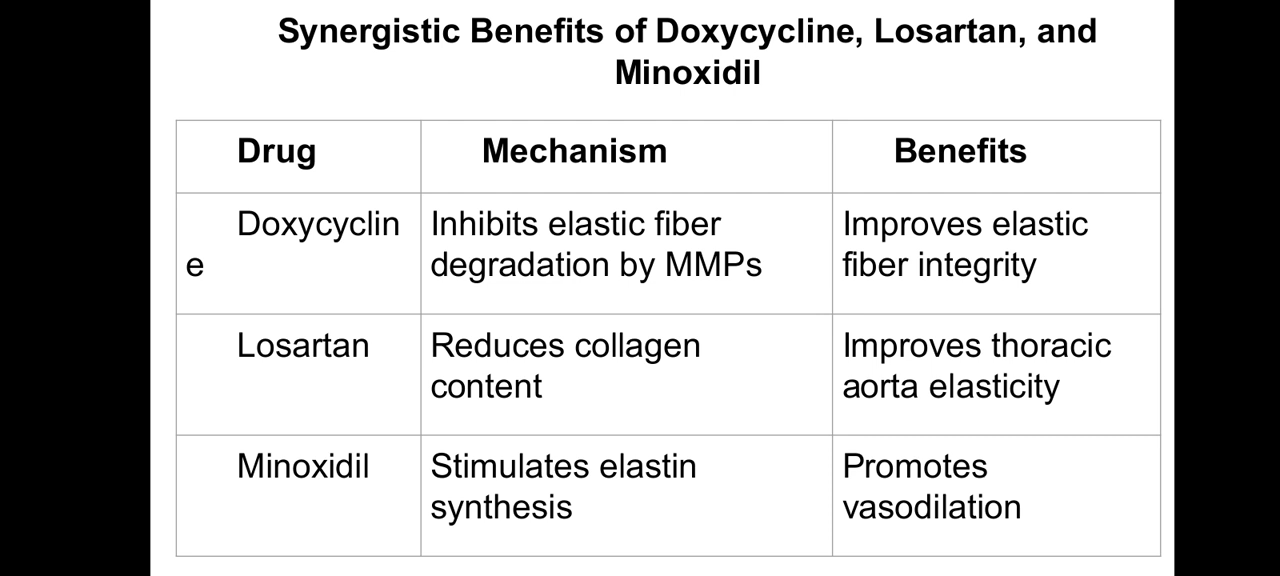 Synergistic Benefits of Doxycycline, Losartan, and
Minoxidil
Drug Mechanism Benefits
Doxycyclin
e
Inhibits elastic fiber
degradation by MMPs
Improves elastic
fiber integrity
Losartan
Reduces collagen
content
Improves thoracic
aorta elasticity
Minoxidil
Stimulates elastin
synthesis
Promotes
vasodilation